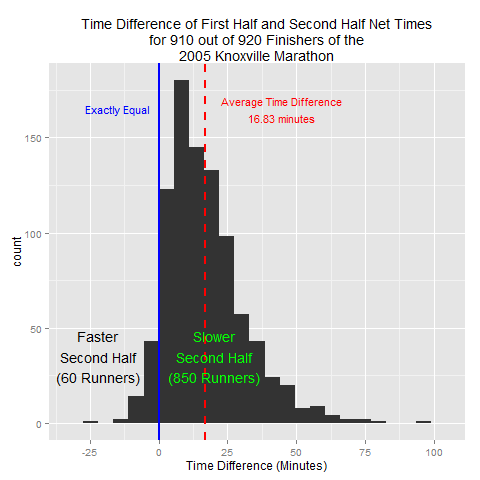 Time Difference of First Half and Second Half Net Times
for 910 out of 920 Finishers of the
2005 Knoxville Marathon
Exactly Equal
Average Time Difference
16.83 minutes
150
100
50
0
count
Faster
Second Half
(60 Runners)
Slower
Second Half
(850 Runners)
-25
0
25
50
75
100
Time Difference (Minutes)